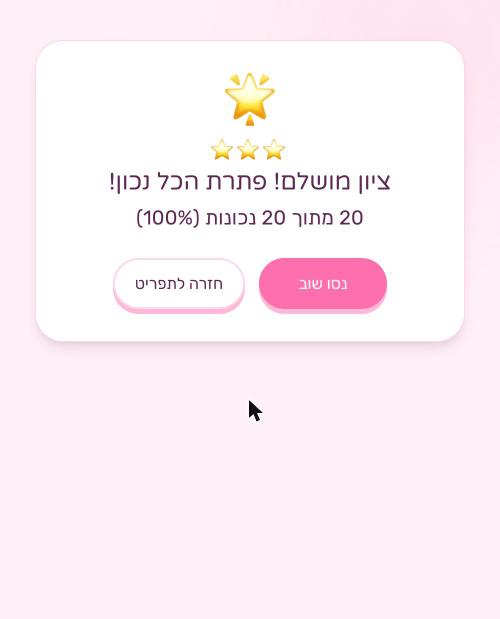 ציון מושלם! פתרת הכל נכון!
20 מתוך 20 נכונות (100%)
נסו שוב
חזרה לתפריט